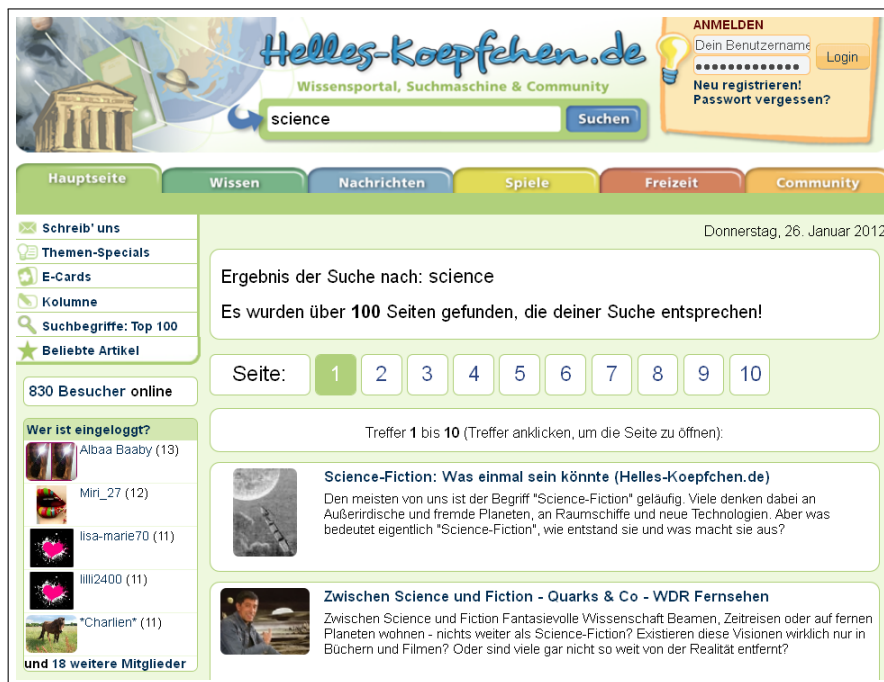 Helles-Koepfchen.de
Wissensportal, Suchmaschine & Community
science
Suchen
ANMELDEN
Dein Benutzername
Login
Neu registrieren!
Passwort vergessen?
Hauptseite
Wissen
Nachrichten
Spiele
Freizeit
Community
Schreib' uns
Themen-Specials
E-Cards
Kolumne
Suchbegriffe: Top 100
Beliebte Artikel
830 Besucher online
Wer ist eingeloggt?
Albaa Baaby (13)
Miri_27 (12)
lisa-marie70 (11)
lilli2400 (11)
*Charlien* (11)
und 18 weitere Mitglieder
Donnerstag, 26. Januar 2012
Ergebnis der Suche nach: science
Es wurden über 100 Seiten gefunden, die deiner Suche entsprechen!
Seite: 1 2 3 4 5 6 7 8 9 10
Treffer 1 bis 10 (Treffer anklicken, um die Seite zu öffnen):
Science-Fiction: Was einmal sein könnte (Helles-Koepfchen.de)
Den meisten von uns ist der Begriff "Science-Fiction" geläufig. Viele denken dabei an
Außerirdische und fremde Planeten, an Raumschiffe und neue Technologien. Aber was
bedeutet eigentlich "Science-Fiction", wie entstand sie und was macht sie aus?
Zwischen Science und Fiction - Quarks & Co - WDR Fernsehen
Zwischen Science und Fiction Fantasievolle Wissenschaft Beamen, Zeitreisen oder auf fernen
Planeten wohnen - nichts weiter als Science-Fiction? Existieren diese Visionen wirklich nur in
Büchern und Filmen? Oder sind viele gar nicht so weit von der Realität entfernt?